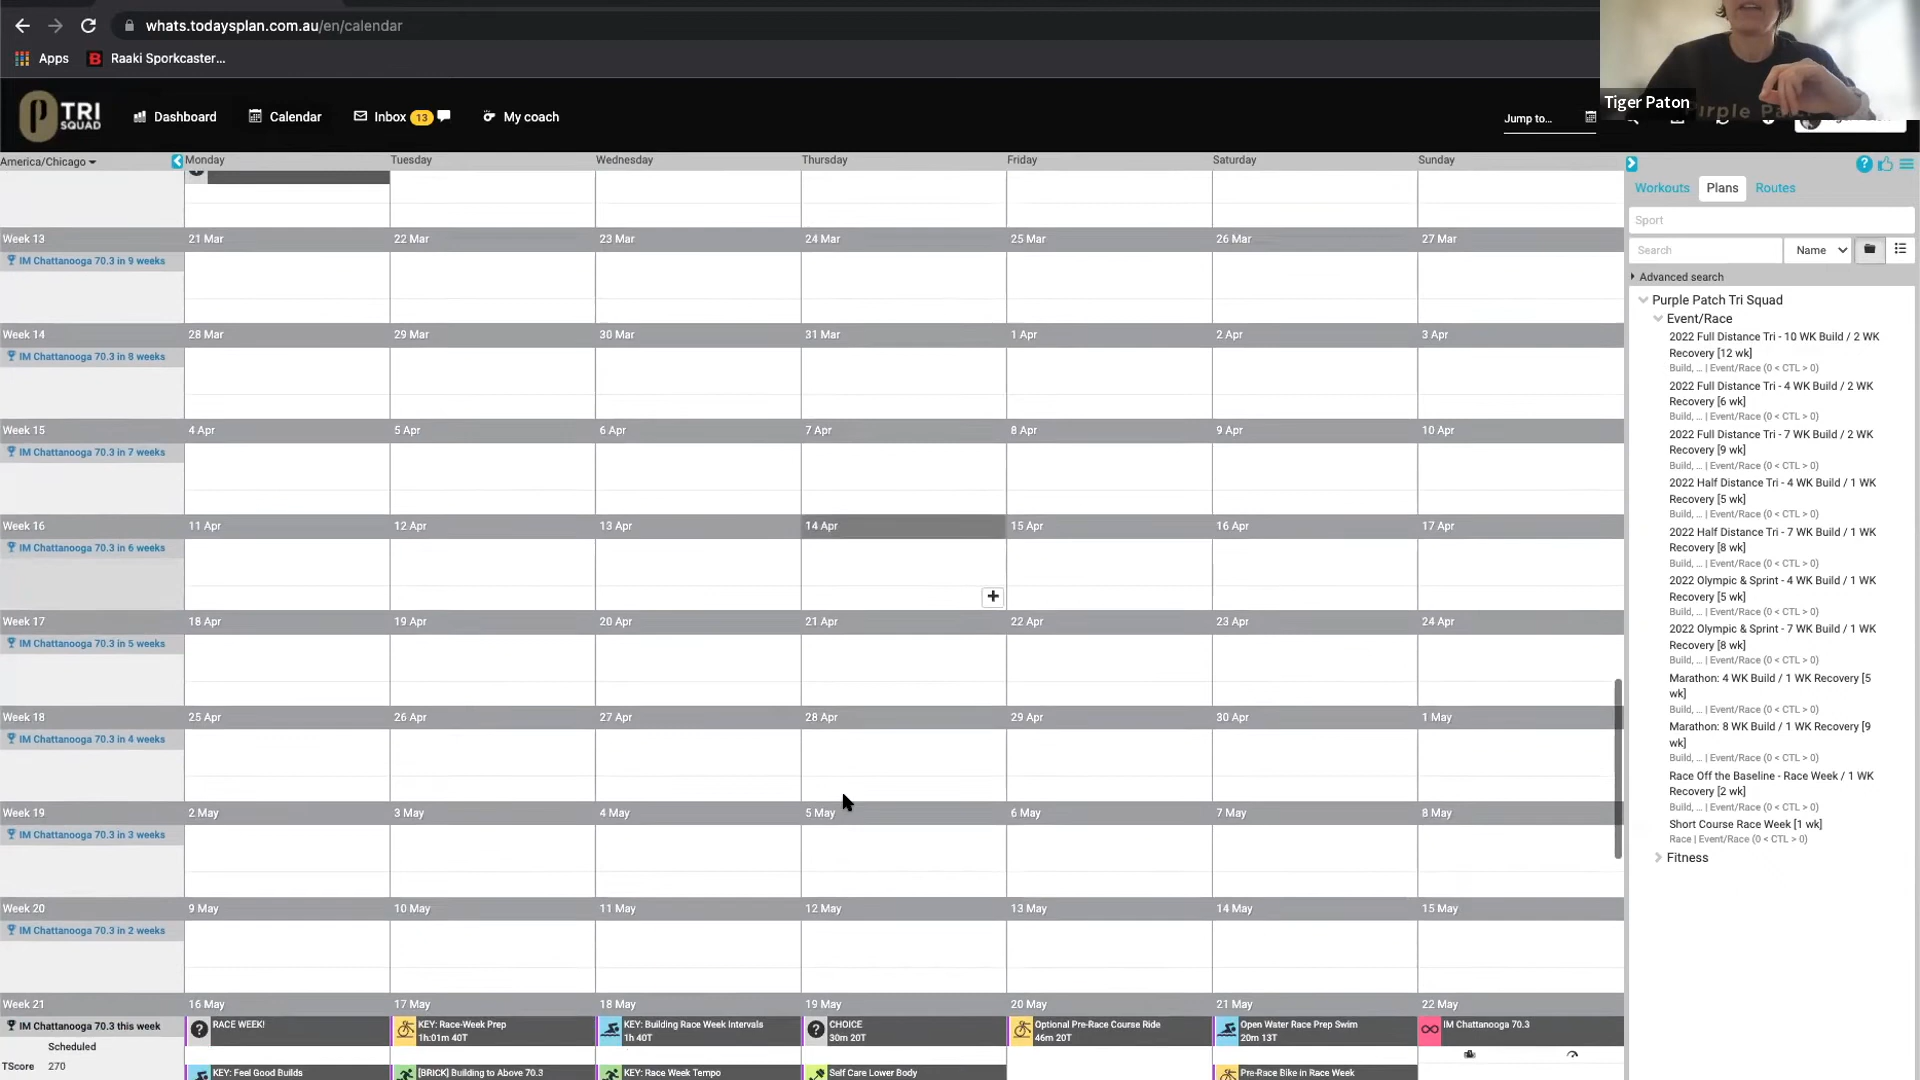 whats.todaysplan.com.au/en/calendar
Apps
B Raaki Sporkcaster...
Tiger Paton
TRI SQUAD
Dashboard
Calendar
Inbox 13
My coach
Jump to...
America/Chicago
Monday Tuesday Wednesday Thursday Friday Saturday Sunday
Week 13 21 Mar 22 Mar 23 Mar 24 Mar 25 Mar 26 Mar 27 Mar
IM Chattanooga 70.3 in 9 weeks
Week 14 28 Mar 29 Mar 30 Mar 31 Mar 1 Apr 2 Apr 3 Apr
IM Chattanooga 70.3 in 8 weeks
Week 15 4 Apr 5 Apr 6 Apr 7 Apr 8 Apr 9 Apr 10 Apr
IM Chattanooga 70.3 in 7 weeks
Week 16 11 Apr 12 Apr 13 Apr 14 Apr 15 Apr 16 Apr 17 Apr
IM Chattanooga 70.3 in 6 weeks
Week 17 18 Apr 19 Apr 20 Apr 21 Apr 22 Apr 23 Apr 24 Apr
IM Chattanooga 70.3 in 5 weeks
Week 18 25 Apr 26 Apr 27 Apr 28 Apr 29 Apr 30 Apr 1 May
IM Chattanooga 70.3 in 4 weeks
Week 19 2 May 3 May 4 May 5 May 6 May 7 May 8 May
IM Chattanooga 70.3 in 3 weeks
Week 20 9 May 10 May 11 May 12 May 13 May 14 May 15 May
IM Chattanooga 70.3 in 2 weeks
Week 21 16 May 17 May 18 May 19 May 20 May 21 May 22 May
IM Chattanooga 70.3 this week
Scheduled
TScore 270
RACE WEEK!
KEY: Feel Good Builds
KEY: Race-Week Prep
1h:01m 40T
[BRICK] Building to Above 70.3
KEY: Building Race Week Intervals
1h 40T
KEY: Race Week Tempo
CHOICE
30m 20T
Self Care Lower Body
Optional Pre-Race Course Ride
46m 20T
Open Water Race Prep Swim
20m 13T
Pre-Race Bike in Race Week
IM Chattanooga 70.3
Workouts Plans Routes
Sport
Search
Name
Advanced search
Purple Patch Tri Squad
Event/Race
2022 Full Distance Tri - 10 WK Build / 2 WK
Recovery [12 wk]
Build, ... | Event/Race (0 < CTL > 0)
2022 Full Distance Tri - 4 WK Build / 2 WK
Recovery [6 wk]
Build, ... | Event/Race (0 < CTL > 0)
2022 Full Distance Tri - 7 WK Build / 2 WK
Recovery [9 wk]
Build, ... | Event/Race (0 < CTL > 0)
2022 Half Distance Tri - 4 WK Build / 1 WK
Recovery [5 wk]
Build, ... | Event/Race (0 < CTL > 0)
2022 Half Distance Tri - 7 WK Build / 1 WK
Recovery [8 wk]
Build, ... | Event/Race (0 < CTL > 0)
2022 Olympic & Sprint - 4 WK Build / 1 WK
Recovery [5 wk]
Build, ... | Event/Race (0 < CTL > 0)
2022 Olympic & Sprint - 7 WK Build / 1 WK
Recovery [8 wk]
Build, ... | Event/Race (0 < CTL > 0)
Marathon: 4 WK Build / 1 WK Recovery [5
wk]
Build, ... | Event/Race (0 < CTL > 0)
Marathon: 8 WK Build / 1 WK Recovery [9
wk]
Build, ... | Event/Race (0 < CTL > 0)
Race Off the Baseline - Race Week / 1 WK
Recovery [2 wk]
Build, ... | Event/Race (0 < CTL > 0)
Short Course Race Week [1 wk]
Race | Event/Race (0 < CTL > 0)
Fitness